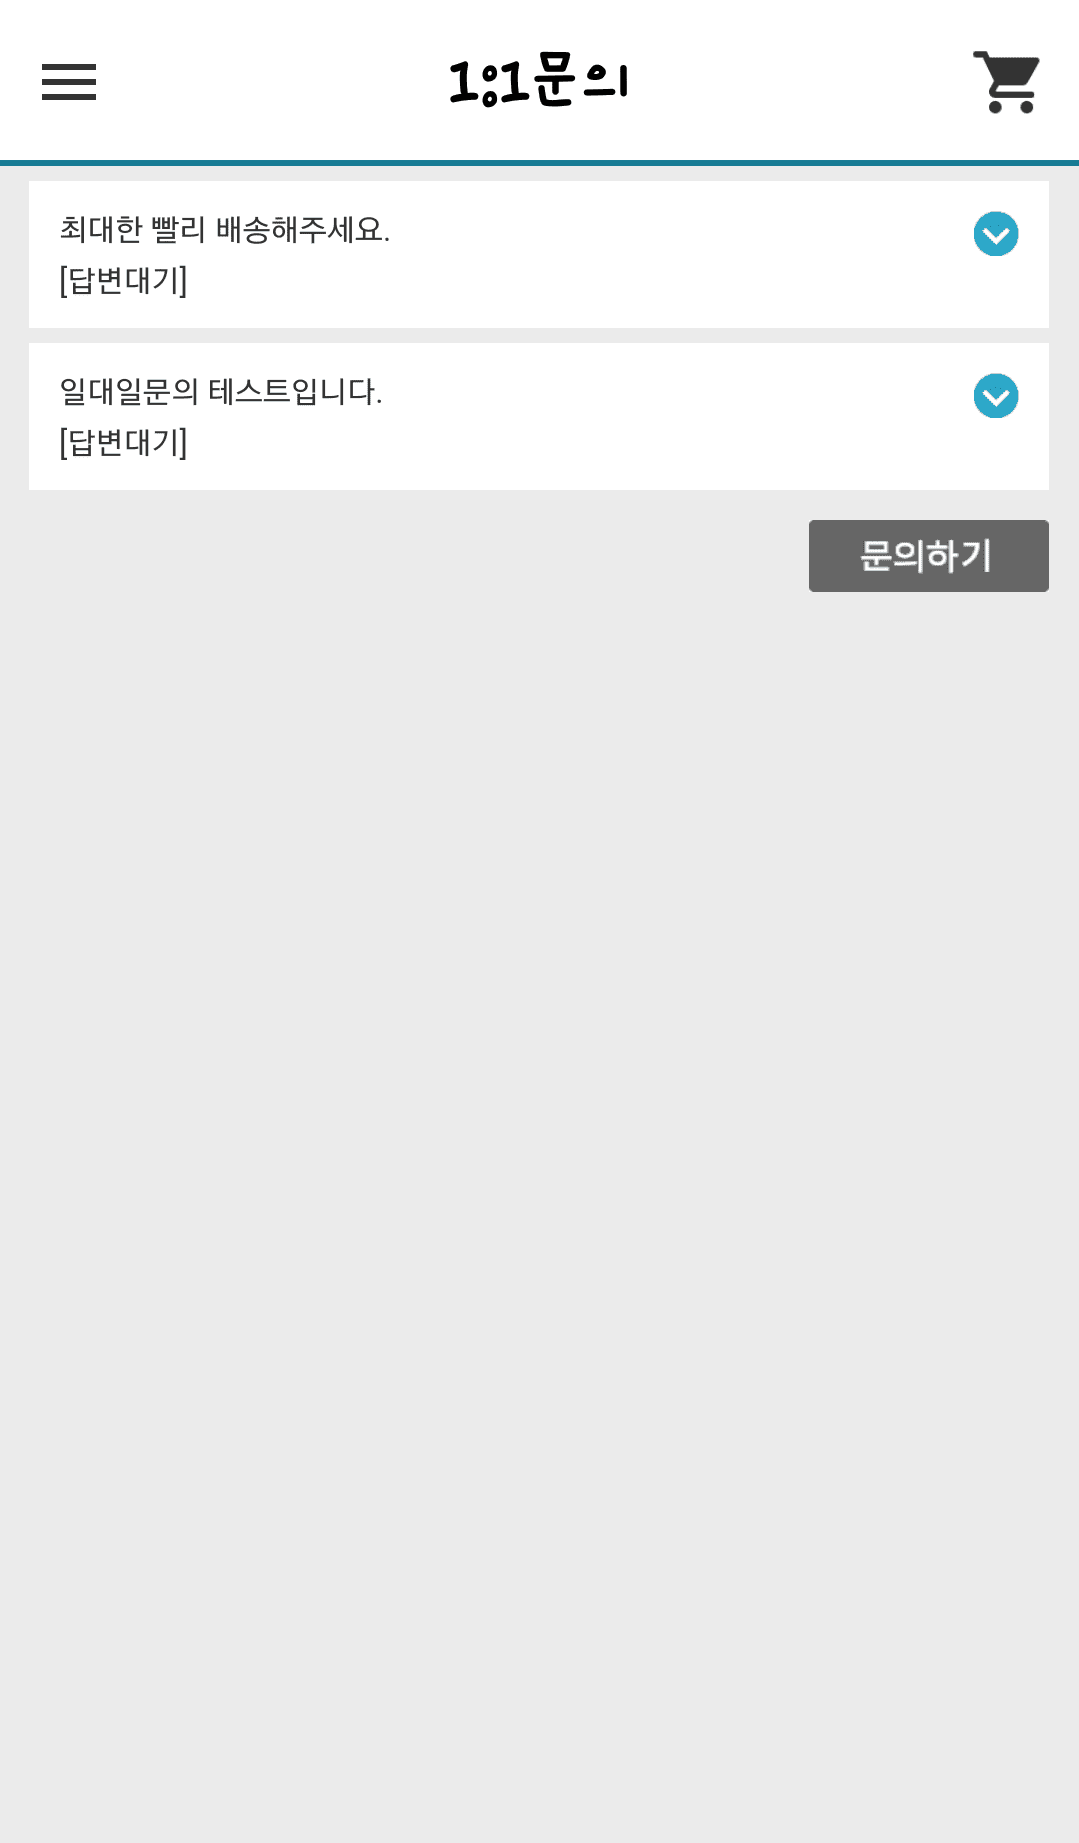 1:1문의
최대한 빨리 배송해주세요.
[답변대기]
일대일문의 테스트입니다.
[답변대기]
문의하기